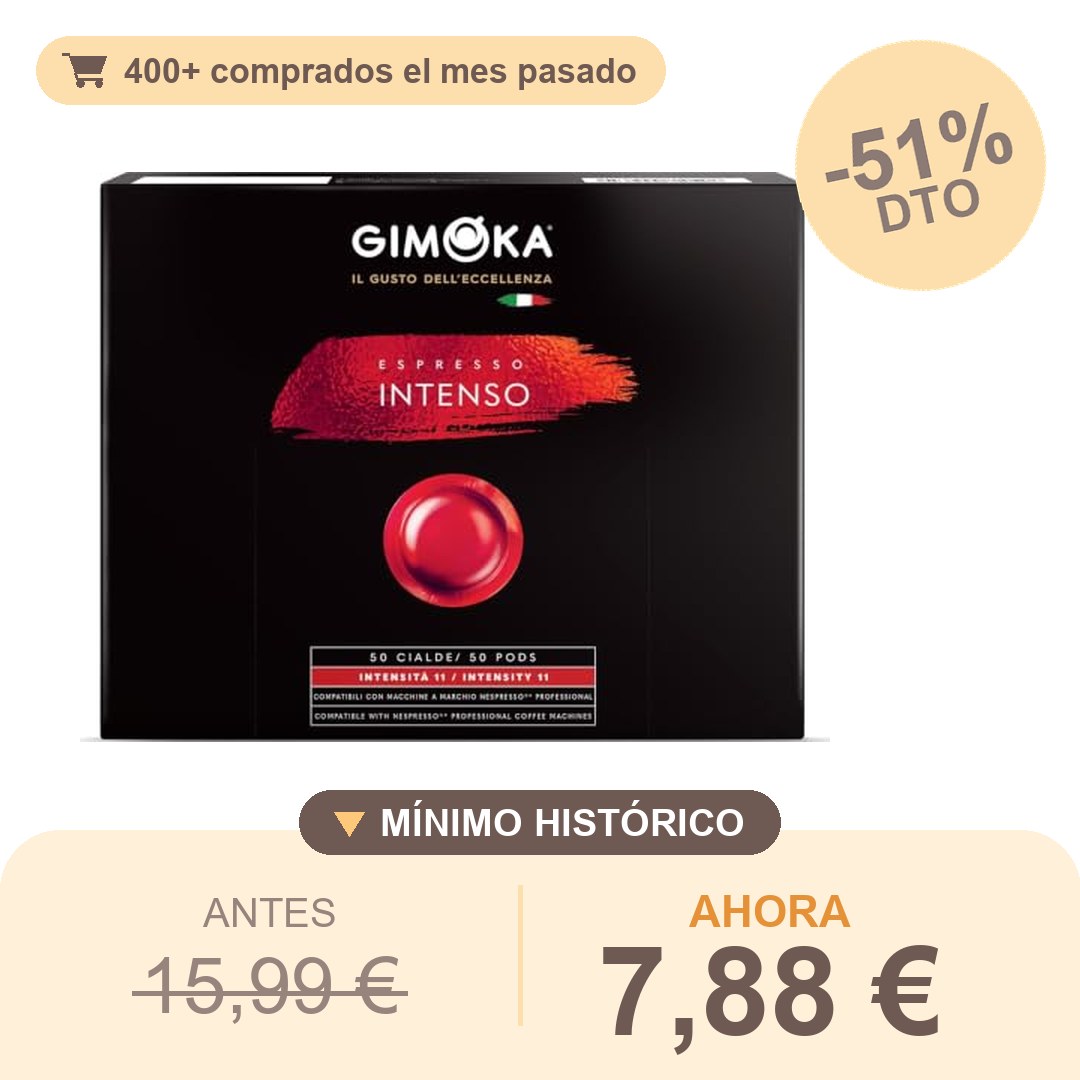 400+ comprados el mes pasado
-51%
DTO
GIMOKA
IL GUSTO DELL'ECCELLENZA
ESPRESSO
INTENSO
50 CIALDE/ 50 PODS
INTENSITÀ 11 / INTENSITY 11
COMPATIBILI CON MACCHINE A MARCHIO NESPRESSO** PROFESSIONAL
COMPATIBLE WITH NESPRESSO** PROFESSIONAL COFFEE MACHINES
MÍNIMO HISTÓRICO
ANTES
15,99 €
AHORA
7,88 €